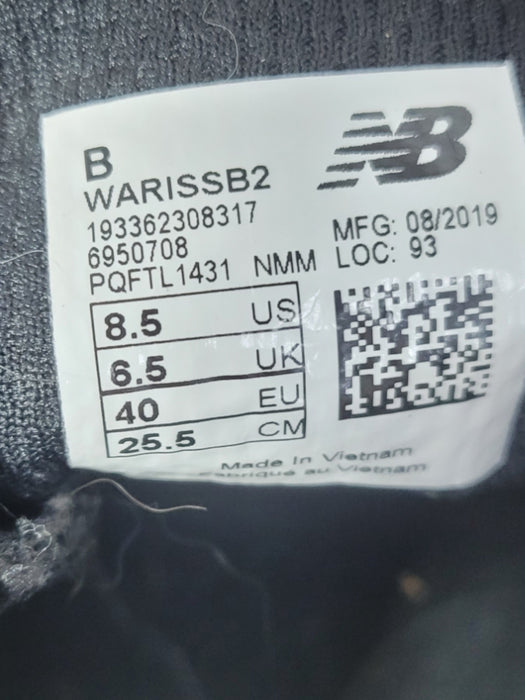 B
WARISSB2
193362308317
6950708
PQFTL1431 NMM
NB
MFG: 08/2019
LOC: 93
8.5 US
6.5 UK
40 EU
25.5 CM
Made In Vietnam
Fabriqué au Vietnam